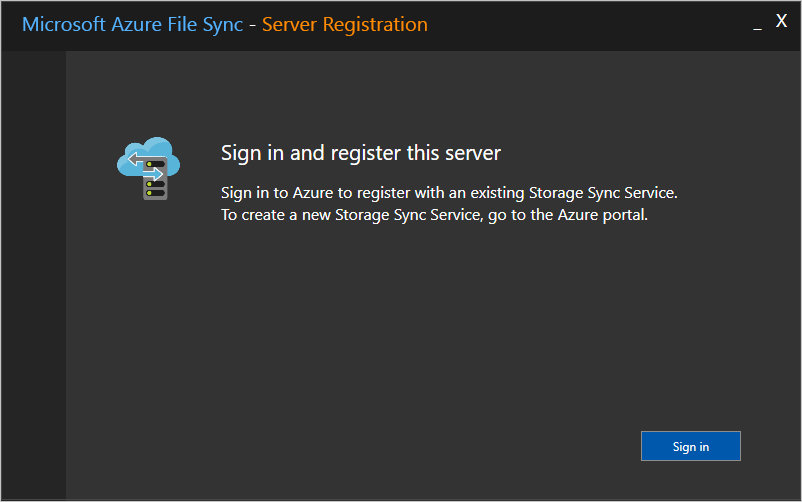 Microsoft Azure File Sync - Server Registration
_ X
Sign in and register this server
Sign in to Azure to register with an existing Storage Sync Service.
To create a new Storage Sync Service, go to the Azure portal.
Sign in